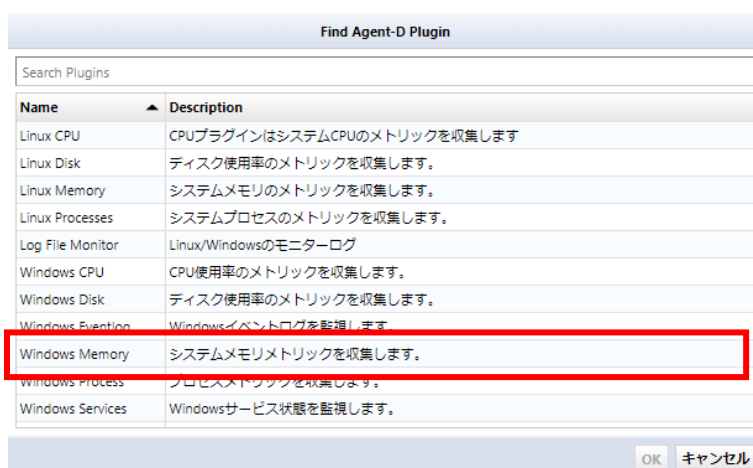 Find Agent-D Plugin
Search Plugins
Name Description
Linux CPU CPUプラグインはシステムCPUのメトリックを収集します
Linux Disk ディスク使用率のメトリックを収集します。
Linux Memory システムメモリのメトリックを収集します。
Linux Processes システムプロセスのメトリックを収集します。
Log File Monitor Linux/Windowsのモニターログ
Windows CPU CPU使用率のメトリックを収集します。
Windows Disk ディスク使用率のメトリックを収集します。
Windows Eventlog Windowsイベントログを監視します。
Windows Memory システムメモリメトリックを収集します。
Windows Process プロセスメトリックを収集します。
Windows Services Windowsサービス状態を監視します。
OK キャンセル